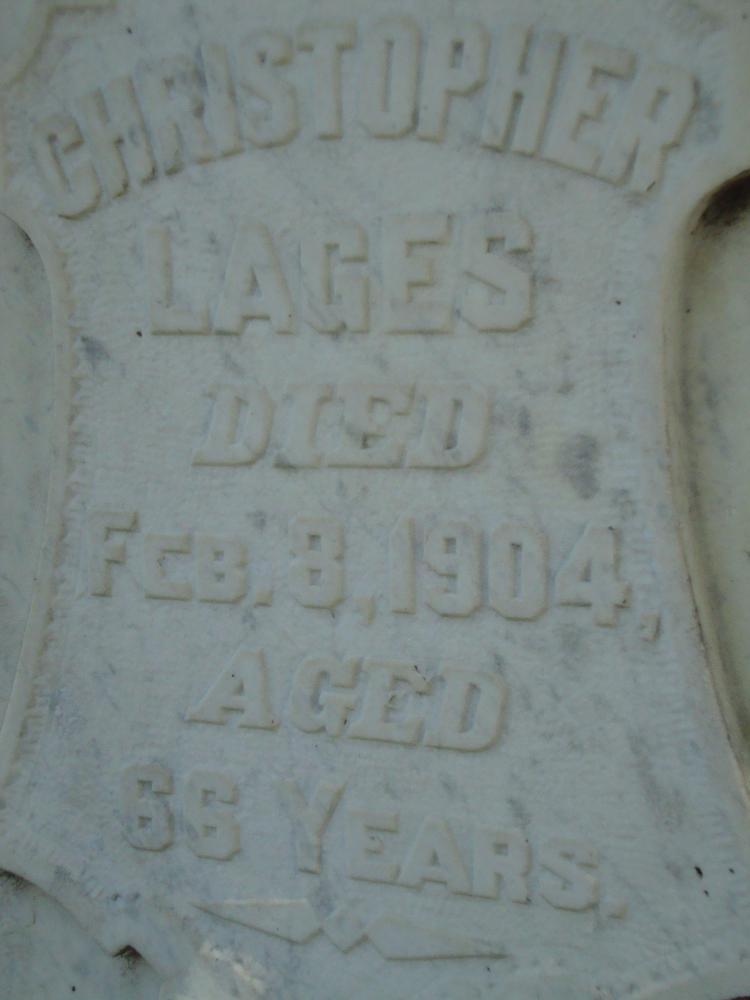 CHRISTOPHER
LAGES
DIED
FEB. 8, 1904,
AGED
66 YEARS.